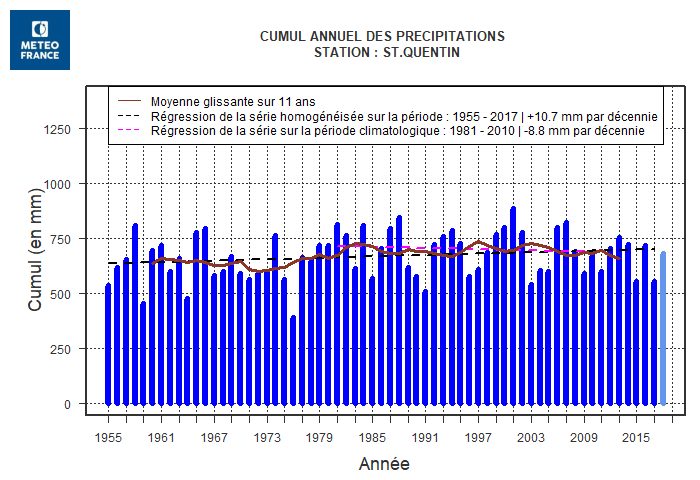 METEO
FRANCE
CUMUL ANNUEL DES PRECIPITATIONS
STATION : ST.QUENTIN
Moyenne glissante sur 11 ans
Régression de la série homogénéisée sur la période : 1955 - 2017 | +10.7 mm par décennie
Régression de la série sur la période climatologique : 1981 - 2010 | -8.8 mm par décennie
Cumul (en mm)
1250
1000
750
500
250
0
1955 1961 1967 1973 1979 1985 1991 1997 2003 2009 2015
Année